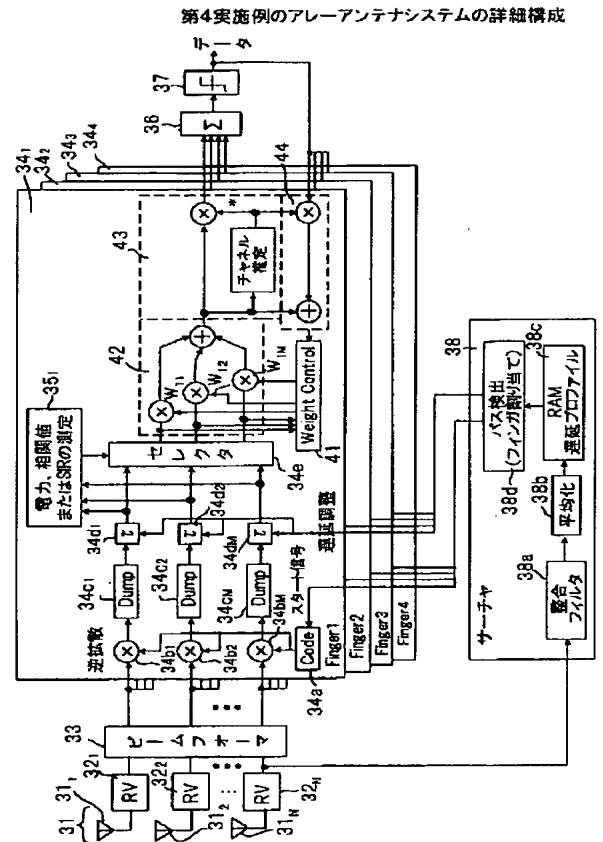 第4実施例のアレーアンテナシステムの詳細構成
31
31₁
31₂
31N
32₁
RV
32₂
RV
32N
RV
33
ビームフォーマ
逆拡散
34b1
34b2
34bM
34c1
Dump
34c2
Dump
34cM
Dump
34d1
τ
34d2
τ
34dM
τ
遅延調整
スタート信号
Code
34a
電力、相関値
またはSIRの測定
35₁
セレクタ
34e
42
W11
W12
W1M
Weight Control
41
43
チャネル
推定
*
44
34₁
34₂
34₃
34₄
Finger1
Finger2
Finger3
Finger4
36
Σ
37
データ
サーチャ
38
38a
整合
フィルタ
38b
平均化
38c
RAM
遅延プロファイル
38d
パス検出
(フィンガ割り当て)